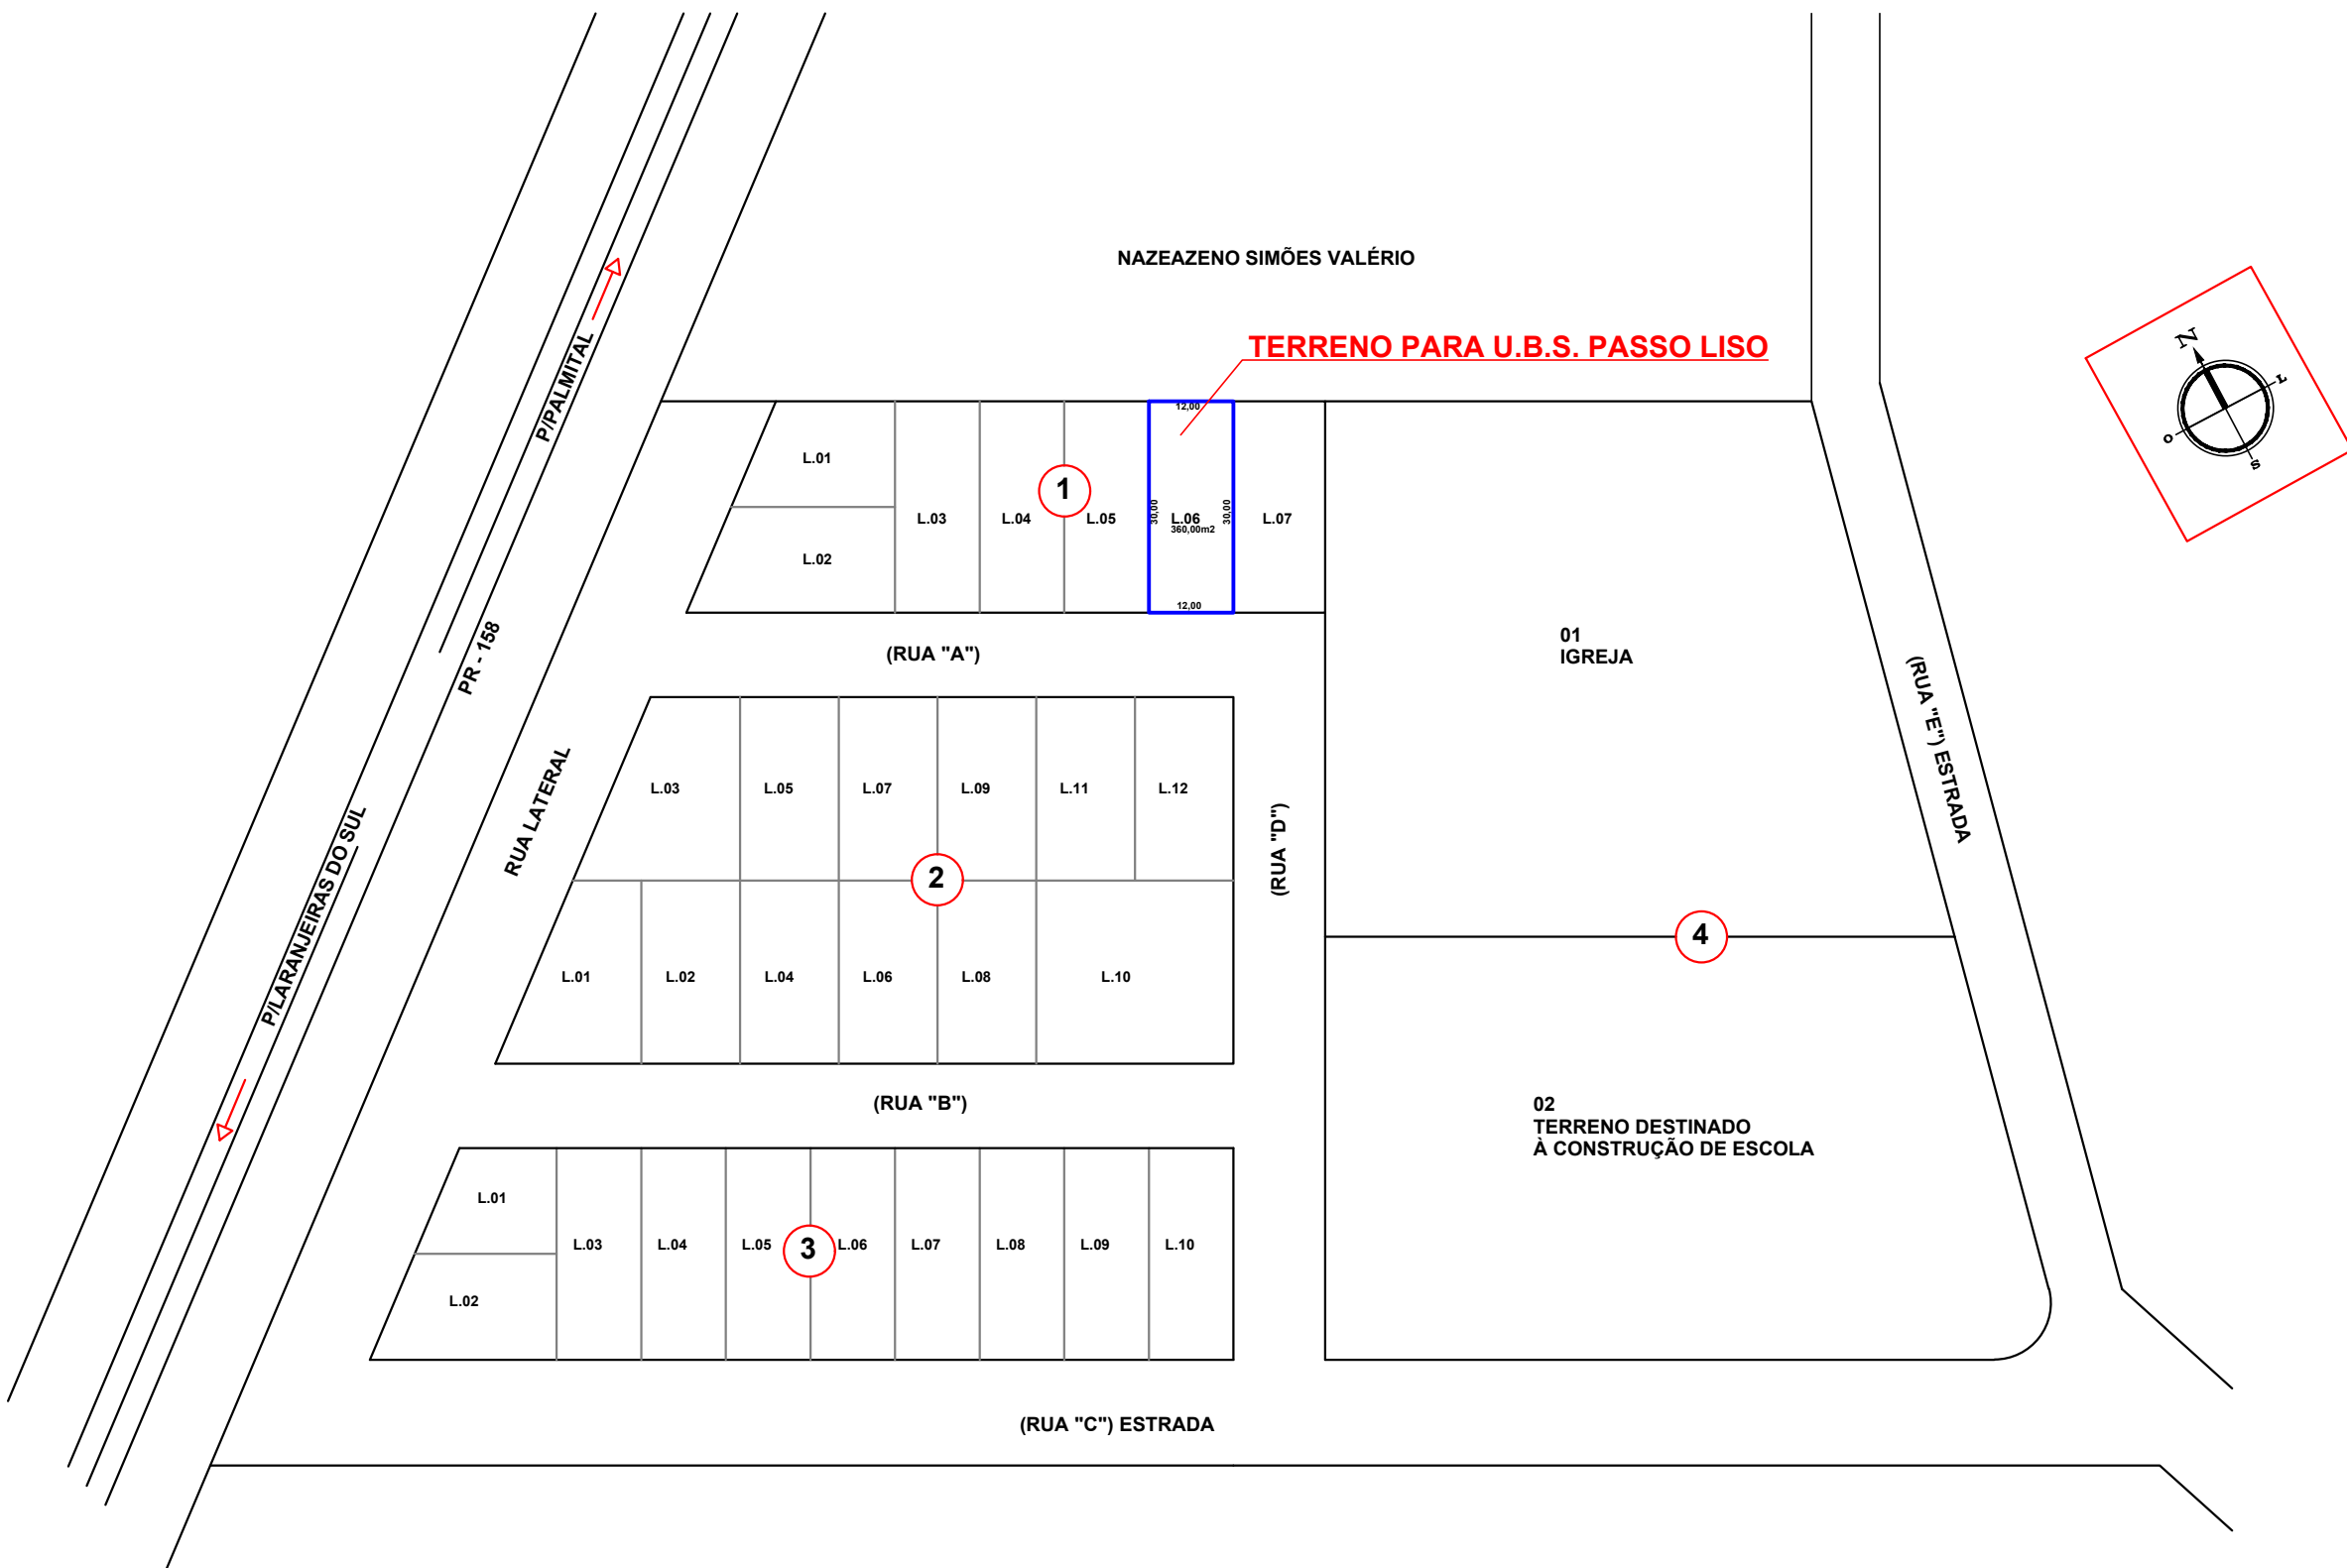 NAZEAZENO SIMÕES VALÉRIO
TERRENO PARA U.B.S. PASSO LISO
P/PALMITAL
PR - 158
P/LARANJEIRAS DO SUL
RUA LATERAL
N
L
O
S
12,00
L.01
L.02
L.03
L.04
1
L.05
30,00
L.06
360,00m2
30,00
L.07
12,00
(RUA "A")
01
IGREJA
(RUA "E") ESTRADA
L.03
L.05
L.07
L.09
L.11
L.12
(RUA "D")
2
4
L.01
L.02
L.04
L.06
L.08
L.10
(RUA "B")
02
TERRENO DESTINADO
À CONSTRUÇÃO DE ESCOLA
L.01
L.02
L.03
L.04
L.05
3
L.06
L.07
L.08
L.09
L.10
(RUA "C") ESTRADA